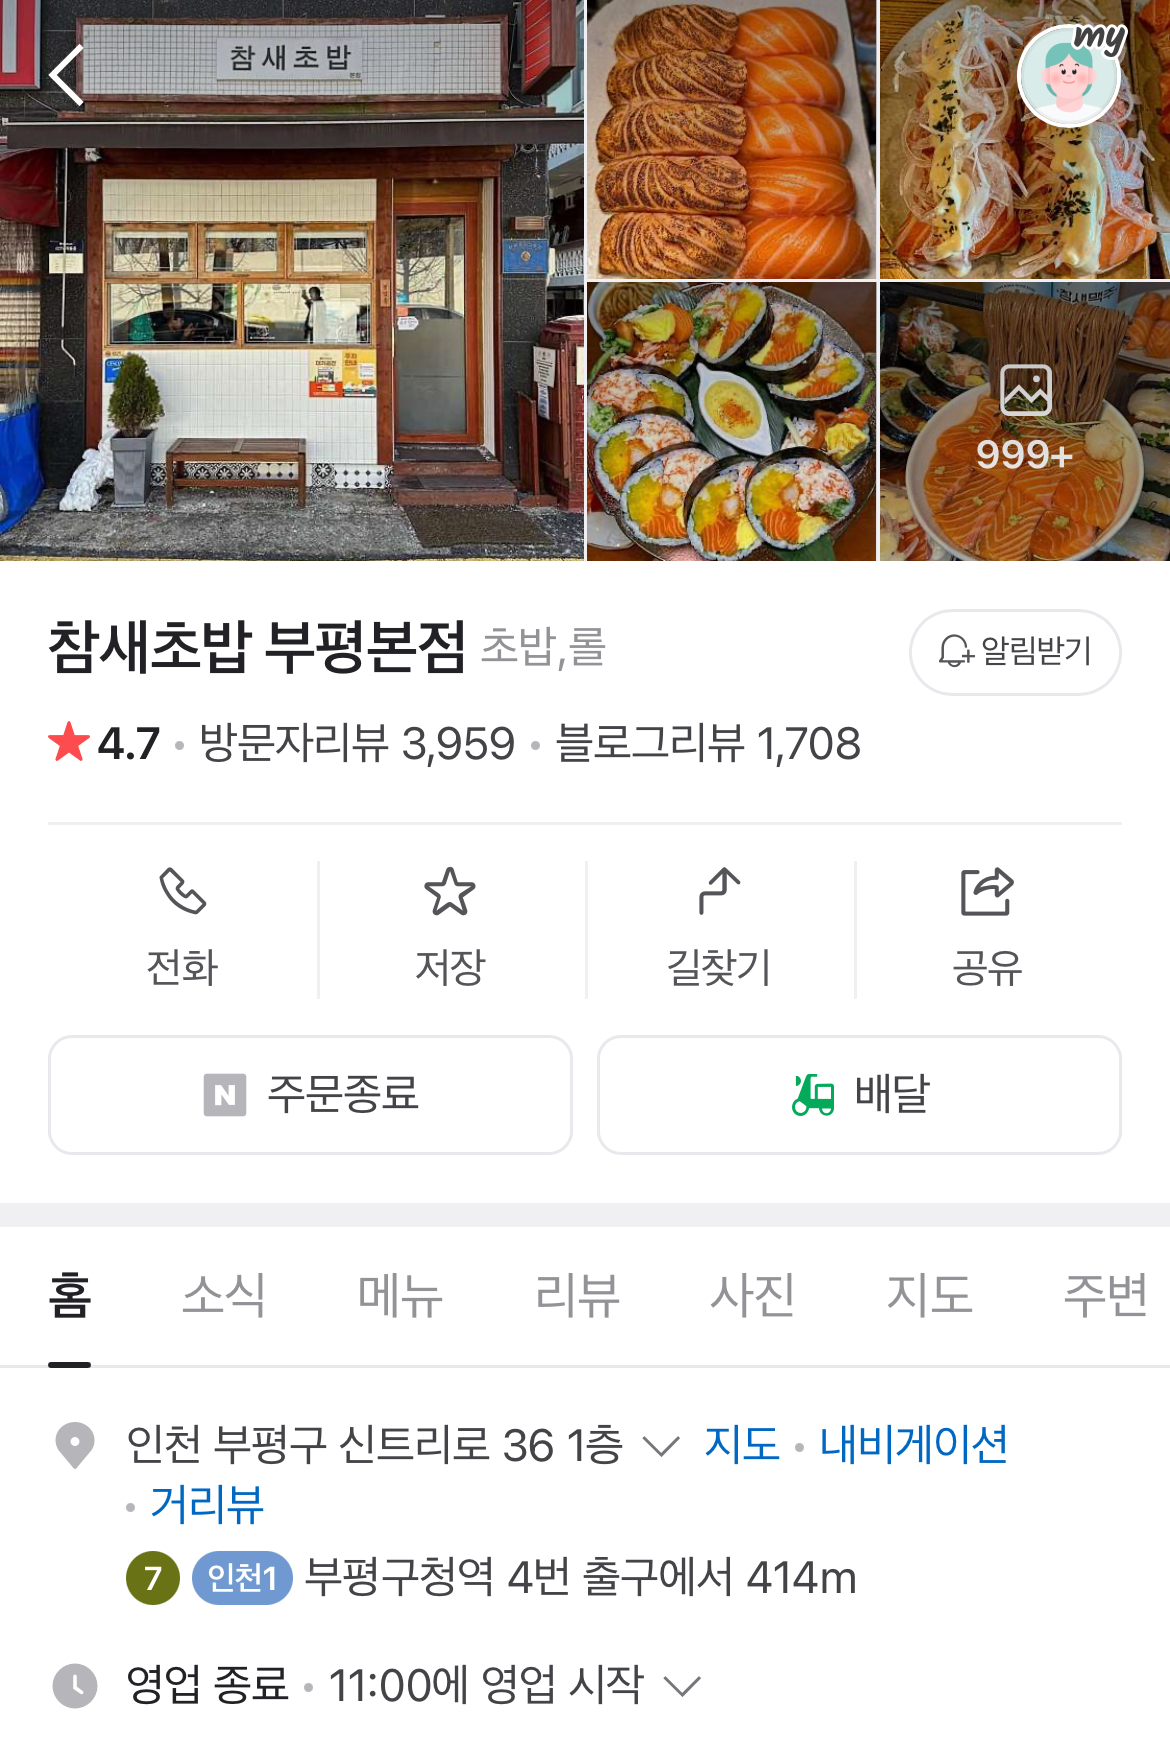 참새초밥
본점
my
참새맥주
999+
참새초밥 부평본점 초밥,롤
알림받기
4.7 • 방문자리뷰 3,959 • 블로그리뷰 1,708
전화
저장
길찾기
공유
N 주문종료
배달
홈 소식 메뉴 리뷰 사진 지도 주변
인천 부평구 신트리로 36 1층 지도 • 내비게이션
• 거리뷰
7 인천1 부평구청역 4번 출구에서 414m
영업 종료 • 11:00에 영업 시작